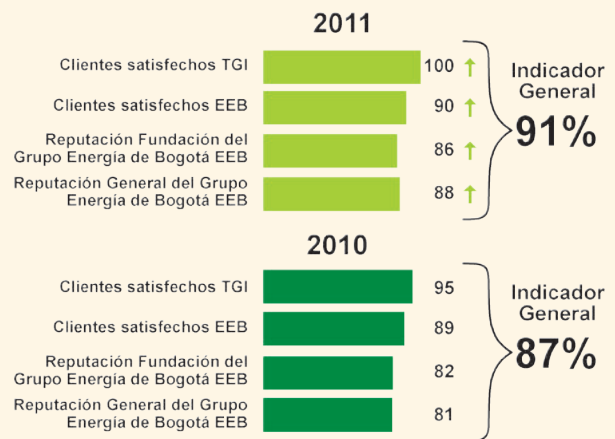 2011
Clientes satisfechos TGI 100 ↑
Clientes satisfechos EEB 90 ↑
Reputación Fundación del
Grupo Energía de Bogotá EEB 86 ↑
Reputación General del Grupo
Energía de Bogotá EEB 88 ↑
Indicador
General
91%
2010
Clientes satisfechos TGI 95
Clientes satisfechos EEB 89
Reputación Fundación del
Grupo Energía de Bogotá EEB 82
Reputación General del Grupo
Energía de Bogotá EEB 81
Indicador
General
87%